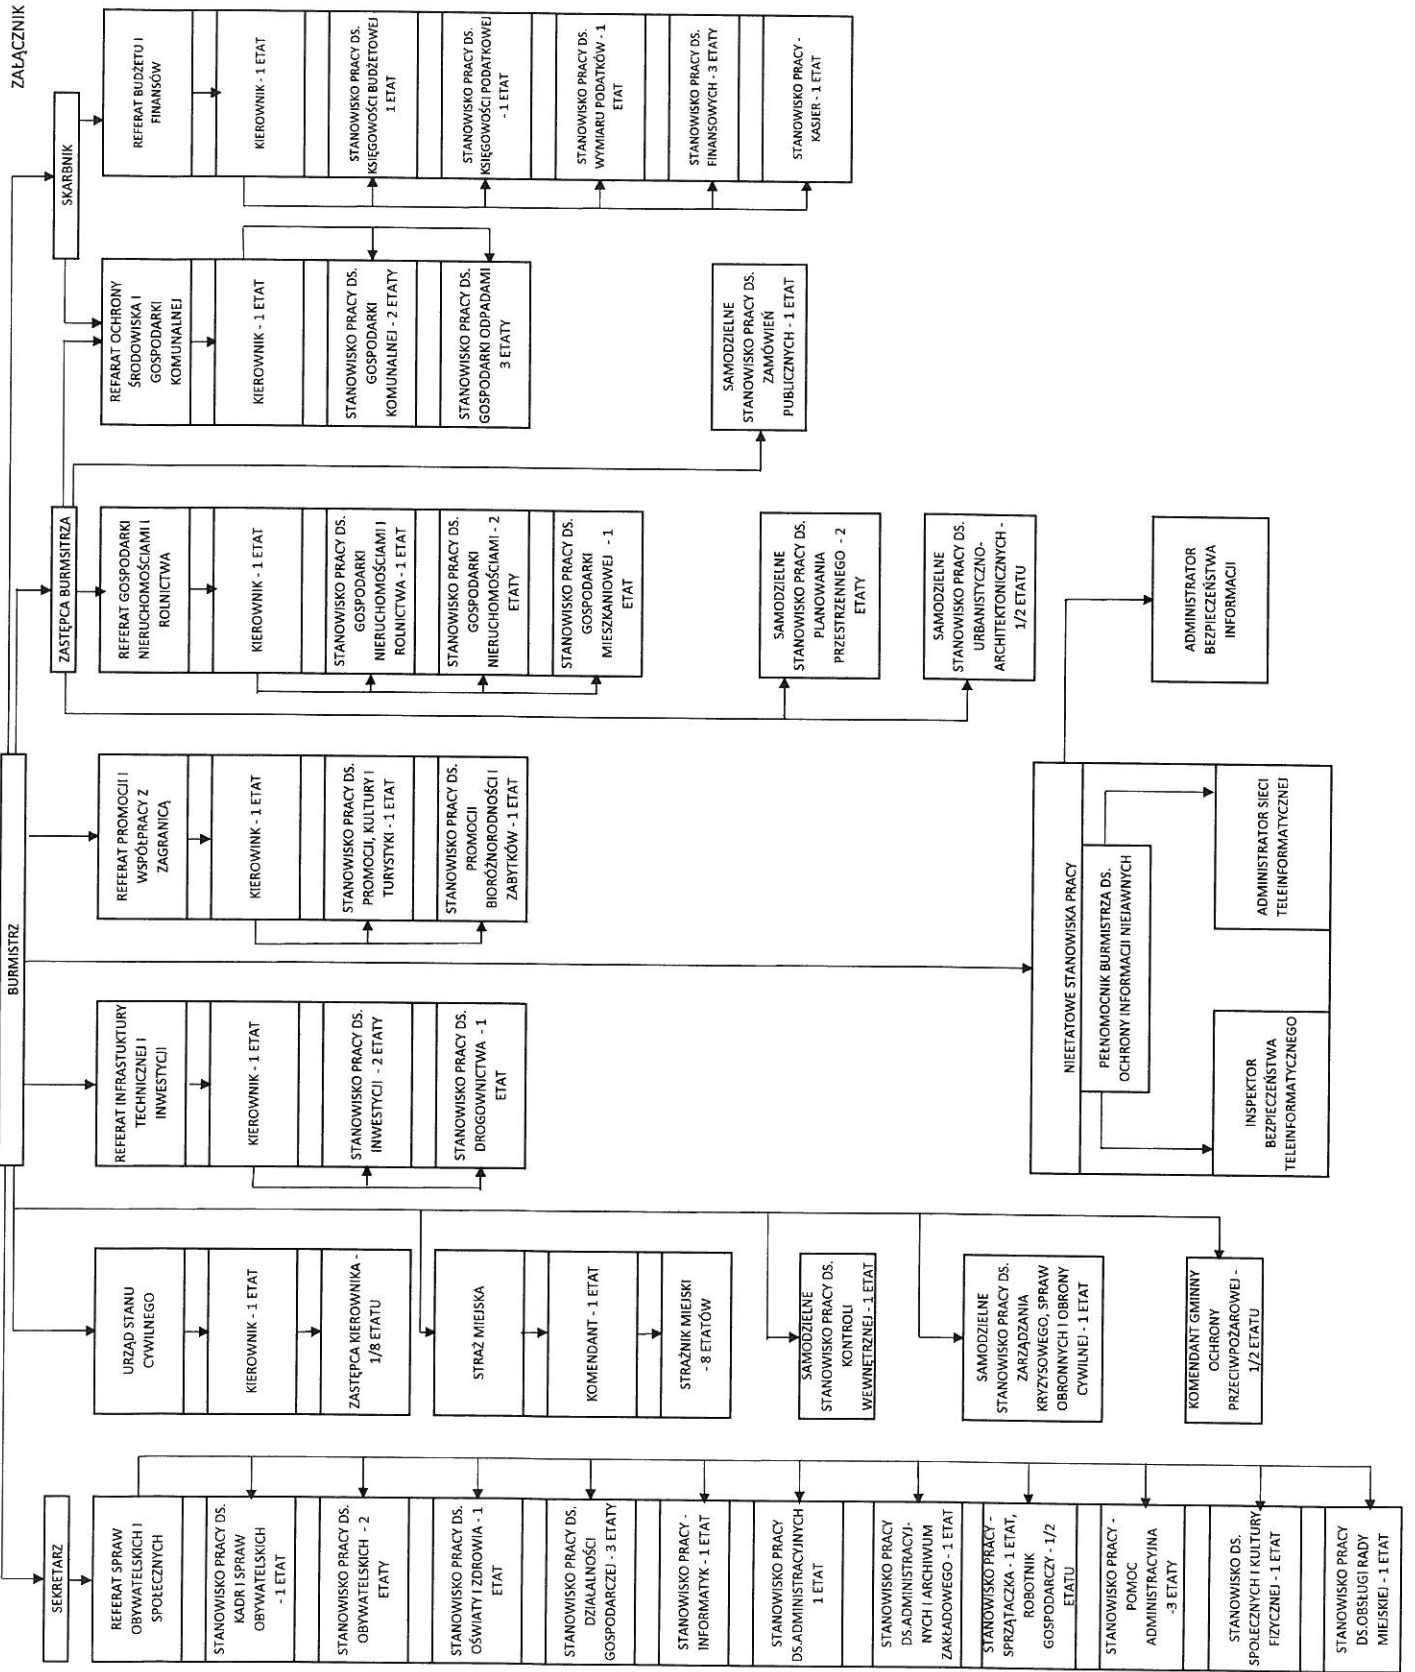 ZAŁĄCZNIK
BURMISTRZ
SEKRETARZ
REFERAT SPRAW
OBYWATELSKICH I
SPOŁECZNYCH
STANOWISKO PRACY DS.
KADR I SPRAW
OBYWATELSKICH
- 1 ETAT
STANOWISKO PRACY DS.
OBYWATELSKICH - 2
ETATY
STANOWISKO PRACY DS.
OŚWIATY I ZDROWIA - 1
ETAT
STANOWISKO PRACY DS.
DZIAŁALNOŚCI
GOSPODARCZEJ - 3 ETATY
STANOWISKO PRACY -
INFORMATYK - 1 ETAT
STANOWISKO PRACY
DS.ADMINISTRACYJNYCH
1 ETAT
STANOWISKO PRACY
DS.ADMINISTRACYJ-
NYCH I ARCHIWUM
ZAKŁADOWEGO - 1 ETAT
STANOWISKO PRACY -
SPRZĄTACZKA - 1 ETAT,
ROBOTNIK
GOSPODARCZY - 1/2
ETATU
STANOWISKO PRACY -
POMOC
ADMINISTRACYJNA
-3 ETATY
STANOWISKO DS.
SPOŁECZNYCH I KULTURY
FIZYCZNEJ - 1 ETAT
STANOWISKO PRACY
DS.OBSŁUGI RADY
MIEJSKIEJ - 1 ETAT
URZĄD STANU
CYWILNEGO
KIEROWNIK - 1 ETAT
ZASTĘPCA KIEROWNIKA -
1/8 ETATU
STRAŻ MIEJSKA
KOMENDANT - 1 ETAT
STRAŻNIK MIEJSKI
- 8 ETATÓW
SAMODZIELNE
STANOWISKO PRACY DS.
KONTROLI
WEWNĘTRZNEJ - 1 ETAT
SAMODZIELNE
STANOWISKO PRACY DS.
ZARZĄDZANIA
KRYZYSOWEGO, SPRAW
OBRONNYCH I OBRONY
CYWILNEJ - 1 ETAT
KOMENDANT GMINNY
OCHRONY
PRZECIWPOŻAROWEJ -
1/2 ETATU
REFERAT INFRASTUKTURY
TECHNICZNEJ I
INWESTYCJI
KIEROWNIK - 1 ETAT
STANOWISKO PRACY DS.
INWESTYCJI - 2 ETATY
STANOWISKO PRACY DS.
DROGOWNICTWA - 1
ETAT
REFERAT PROMOCJI I
WSPÓŁPRACY Z
ZAGRANICĄ
KIEROWINK - 1 ETAT
STANOWISKO PRACY DS.
PROMOCJI, KULTURY I
TURYSTYKI - 1 ETAT
STANOWISKO PRACY DS.
PROMOCJI
BIORÓŻNORODNOŚCI I
ZABYTKÓW - 1 ETAT
NIEETATOWE STANOWISKA PRACY
PEŁNOMOCNIK BURMISTRZA DS.
OCHRONY INFORMACJI NIEJAWNYCH
INSPEKTOR
BEZPIECZEŃSTWA
TELEINFORMATYCZNEGO
ADMINISTRATOR SIECI
TELEINFORMATYCZNEJ
ADMINISTRATOR
BEZPIECZEŃSTWA
INFORMACJI
ZASTĘPCA BURMSITRZA
REFERAT GOSPODARKI
NIERUCHOMOŚCIAMI I
ROLNICTWA
KIEROWNIK - 1 ETAT
STANOWISKO PRACY DS.
GOSPODARKI
NIERUCHOMOŚCIAMI I
ROLNICTWA - 1 ETAT
STANOWISKO PRACY DS.
GOSPODARKI
NIERUCHOMOŚCIAMI - 2
ETATY
STANOWISKO PRACY DS.
GOSPODARKI
MIESZKANIOWEJ - 1
ETAT
SAMODZIELNE
STANOWISKO PRACY DS.
PLANOWANIA
PRZESTRZENNEGO - 2
ETATY
SAMODZIELNE
STANOWISKO PRACY DS.
URBANISTYCZNO-
ARCHITEKTONICZNYCH -
1/2 ETATU
REFARAT OCHRONY
ŚRODOWISKA I
GOSPODARKI
KOMUNALNEJ
KIEROWNIK - 1 ETAT
STANOWISKO PRACY DS.
GOSPODARKI
KOMUNALNEJ - 2 ETATY
STANOWISKO PRACY DS.
GOSPODARKI ODPADAMI
3 ETATY
SAMODZIELNE
STANOWISKO PRACY DS.
ZAMÓWIEŃ
PUBLICZNYCH - 1 ETAT
SKARBNIK
REFERAT BUDŻETU I
FINANSÓW
KIEROWNIK - 1 ETAT
STANOWISKO PRACY DS.
KSIĘGOWOŚCI BUDŻETOWEJ
1 ETAT
STANOWISKO PRACY DS.
KSIĘGOWOŚCI PODATKOWEJ
- 1 ETAT
STANOWISKO PRACY DS.
WYMIARU PODATKÓW - 1
ETAT
STANOWISKO PRACY DS.
FINANSOWYCH - 3 ETATY
STANOWISKO PRACY -
KASJER - 1 ETAT